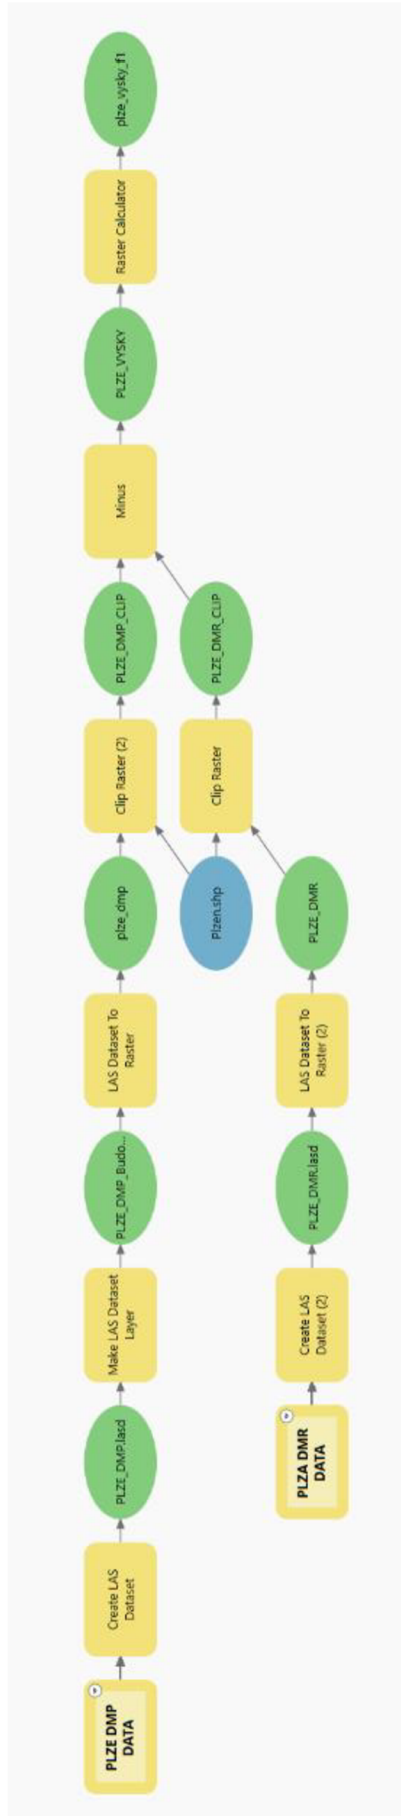 PLZE DMP
DATA
Create LAS
Dataset
PLZE_DMP.lasd
Make LAS Dataset
Layer
PLZE_DMP_Budo...
LAS Dataset To
Raster
plze_dmp
Clip Raster (2)
PLZE_DMP_CLIP
Minus
PLZE_VYSKY
Raster Calculator
plze_vysky_f1
Plzen.shp
Clip Raster
PLZE_DMR_CLIP
PLZA DMR
DATA
Create LAS
Dataset (2)
PLZE_DMR.lasd
LAS Dataset To
Raster (2)
PLZE_DMR